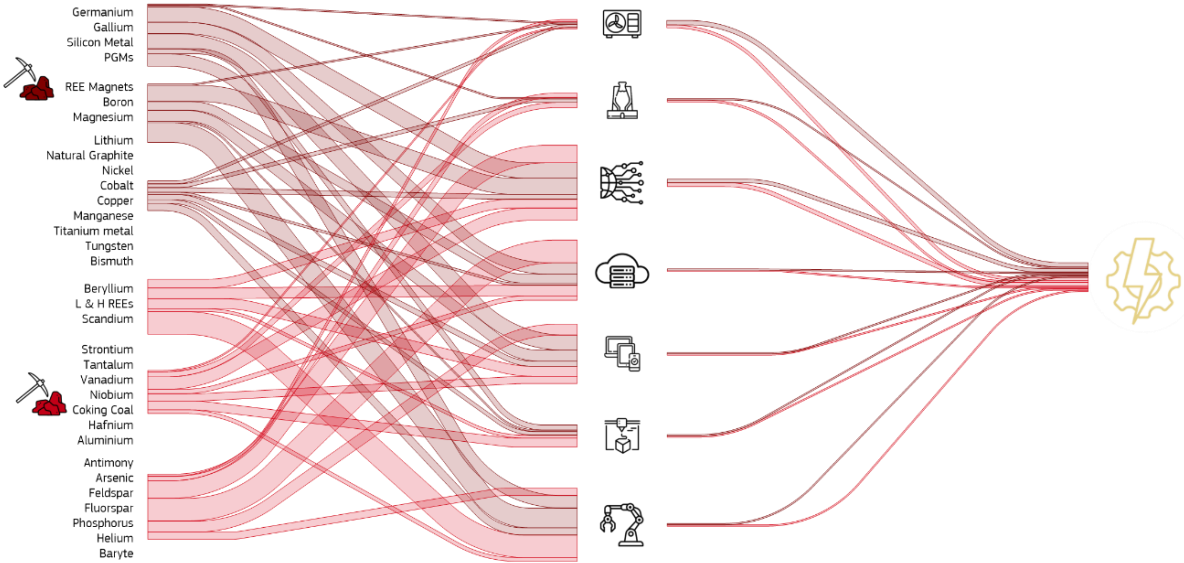 Germanium
Gallium
Silicon Metal
PGMs
REE Magnets
Boron
Magnesium
Lithium
Natural Graphite
Nickel
Cobalt
Copper
Manganese
Titanium metal
Tungsten
Bismuth
Beryllium
L & H REEs
Scandium
Strontium
Tantalum
Vanadium
Niobium
Coking Coal
Hafnium
Aluminium
Antimony
Arsenic
Feldspar
Fluorspar
Phosphorus
Helium
Baryte